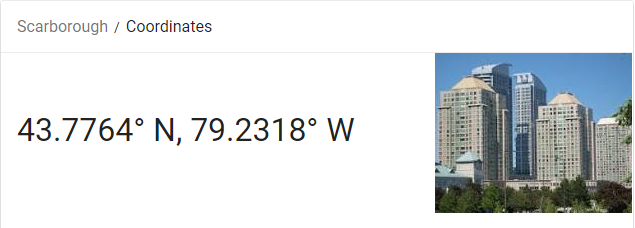 Scarborough / Coordinates
43.7764° N, 79.2318° W